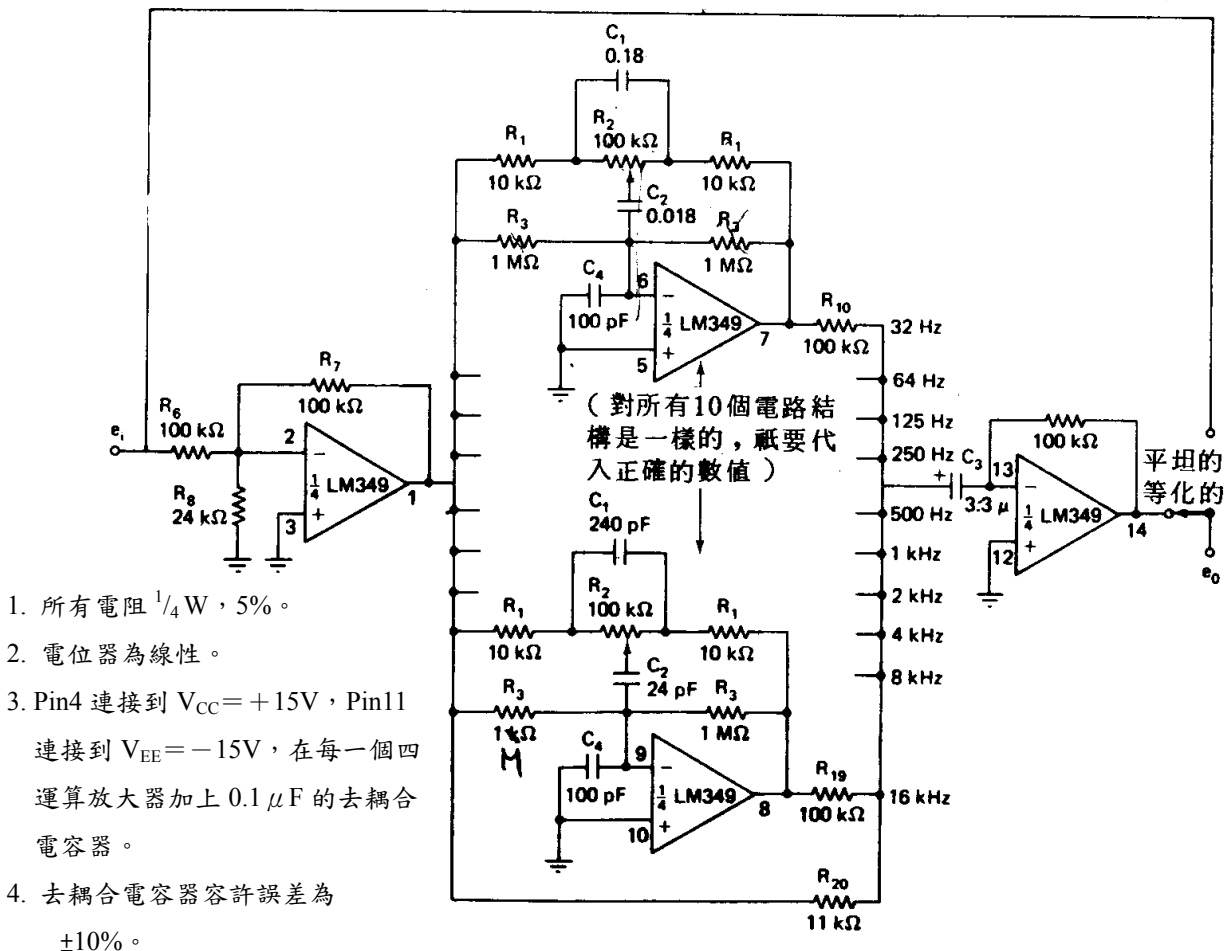 C₁
0.18
R₂
100 kΩ
R₁
10 kΩ
R₁
10 kΩ
C₂
0.018
R₃
1 MΩ
R₃
1 MΩ
C₄
100 pF
6
−
¼ LM349
+
5
7
R₁₀
100 kΩ
32 Hz
64 Hz
125 Hz
250 Hz
500 Hz
1 kHz
2 kHz
4 kHz
8 kHz
16 kHz
R₇
100 kΩ
R₆
100 kΩ
eᵢ
R₈
24 kΩ
2
−
¼ LM349
+
3
1
(對所有10個電路結
構是一樣的,祇要代
入正確的數值)
C₁
240 pF
R₂
100 kΩ
R₁
10 kΩ
R₁
10 kΩ
C₂
24 pF
R₃
1 kΩ
M
R₃
1 MΩ
C₄
100 pF
9
−
¼ LM349
+
10
8
R₁₉
100 kΩ
R₂₀
11 kΩ
+
C₃
3.3 μ
100 kΩ
13
−
¼ LM349
+
12
14
平坦的
等化的
e₀
1. 所有電阻 ¹/₄ W,5%。
2. 電位器為線性。
3. Pin4 連接到 V_CC=+15V,Pin11
連接到 V_EE=−15V,在每一個四
運算放大器加上 0.1 μF 的去耦合
電容器。
4. 去耦合電容器容許誤差為
±10%。